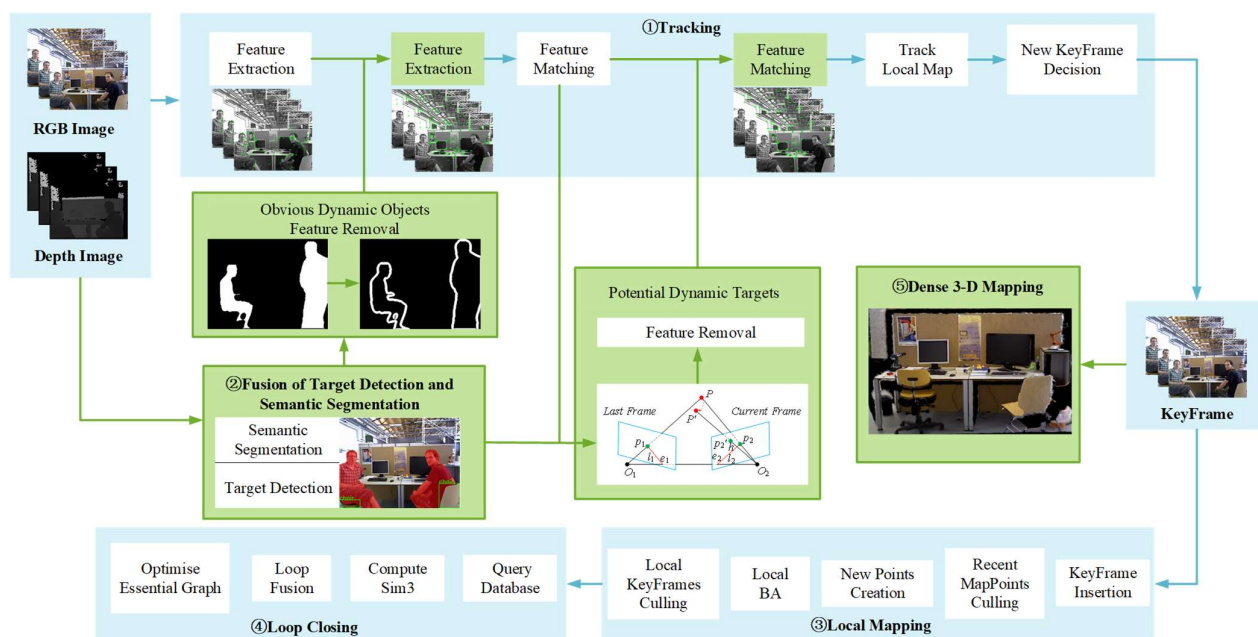 ①Tracking
Feature
Extraction
Feature
Extraction
Feature
Matching
Feature
Matching
Track
Local Map
New KeyFrame
Decision
RGB Image
Depth Image
Obvious Dynamic Objects
Feature Removal
②Fusion of Target Detection and
Semantic Segmentation
Semantic
Segmentation
Target Detection
Potential Dynamic Targets
Feature Removal
P
Last Frame
P'
Current Frame
p₁
p₂'
h
p₂
l₁
e₁
e₂
l₂
O₁
O₂
⑤Dense 3-D Mapping
KeyFrame
Optimise
Essential Graph
Loop
Fusion
Compute
Sim3
Query
Database
④Loop Closing
Local
KeyFrames
Culling
Local
BA
New Points
Creation
Recent
MapPoints
Culling
KeyFrame
Insertion
③Local Mapping